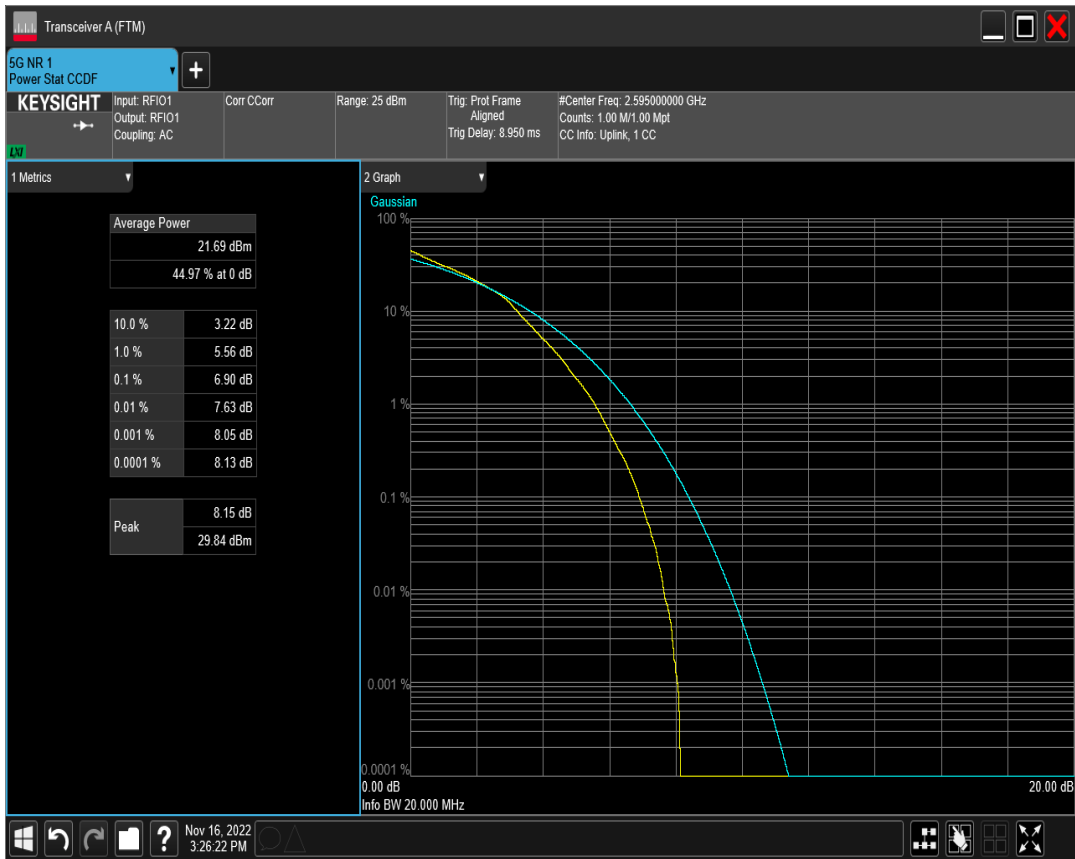 Transceiver A (FTM)
5G NR 1
Power Stat CCDF
+
KEYSIGHT
LXI
Input: RFIO1
Output: RFIO1
Coupling: AC
Corr CCorr
Range: 25 dBm
Trig: Prot Frame
Aligned
Trig Delay: 8.950 ms
#Center Freq: 2.595000000 GHz
Counts: 1.00 M/1.00 Mpt
CC Info: Uplink, 1 CC
1 Metrics
Average Power
21.69 dBm
44.97 % at 0 dB
10.0 % 3.22 dB
1.0 % 5.56 dB
0.1 % 6.90 dB
0.01 % 7.63 dB
0.001 % 8.05 dB
0.0001 % 8.13 dB
Peak
8.15 dB
29.84 dBm
2 Graph
Gaussian
100 %
10 %
1 %
0.1 %
0.01 %
0.001 %
0.0001 %
0.00 dB 20.00 dB
Info BW 20.000 MHz
?
Nov 16, 2022
3:26:22 PM